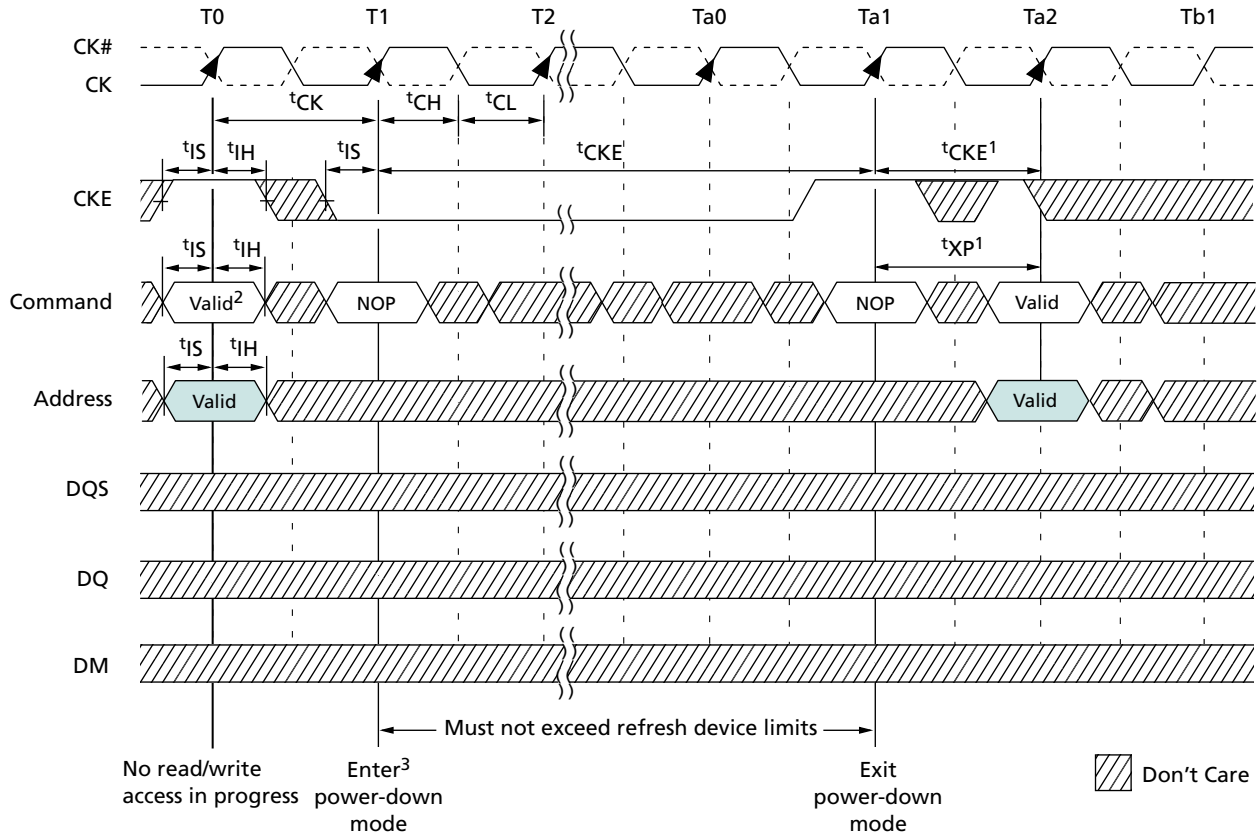 T0 T1 T2 Ta0 Ta1 Ta2 Tb1
CK#
CK
tCK tCH tCL
tIS tIH tIS tCKE tCKE1
CKE
tIS tIH tXP1
Command Valid2 NOP NOP Valid
tIS tIH
Address Valid Valid
DQS
DQ
DM
Must not exceed refresh device limits
No read/write
access in progress
Enter3
power-down
mode
Exit
power-down
mode
Don't Care